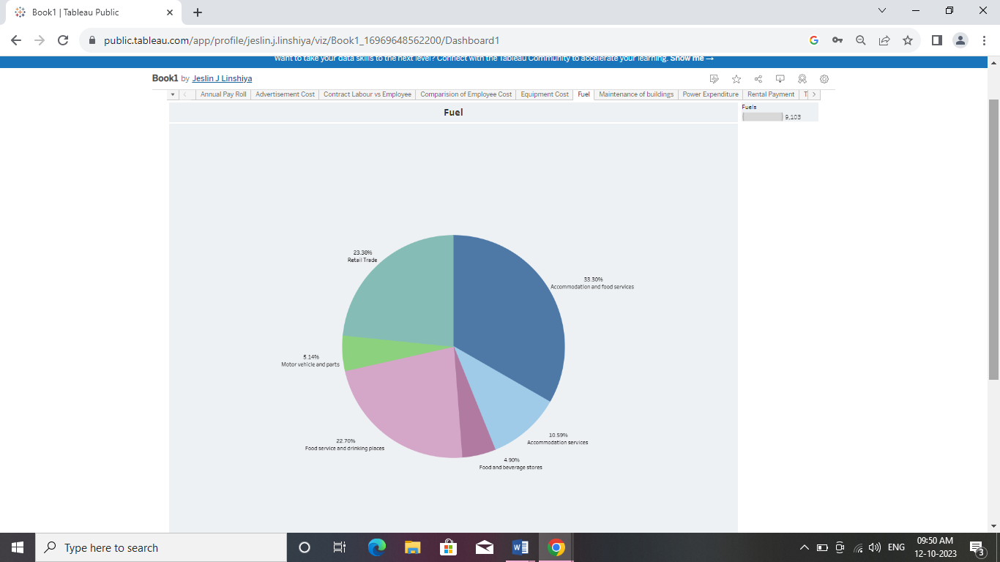 Book1 | Tableau Public
public.tableau.com/app/profile/jeslin.j.linshiya/viz/Book1_16969648562200/Dashboard1
Want to take your data skills to the next level? Connect with the Tableau Community to accelerate your learning. Show me →
Book1 by Jeslin J Linshiya
Annual Pay Roll Advertisement Cost Contract Labour vs Employee Comparision of Employee Cost Equipment Cost Fuel Maintenance of buildings Power Expenditure Rental Payment T
Fuel
Fuels
9,103
23.38%
Retail Trade
33.30%
Accommodation and food services
5.14%
Motor vehicle and parts
10.59%
Accommodation services
22.70%
Food service and drinking places
4.90%
Food and beverage stores
Type here to search
ENG
09:50 AM
12-10-2023
3